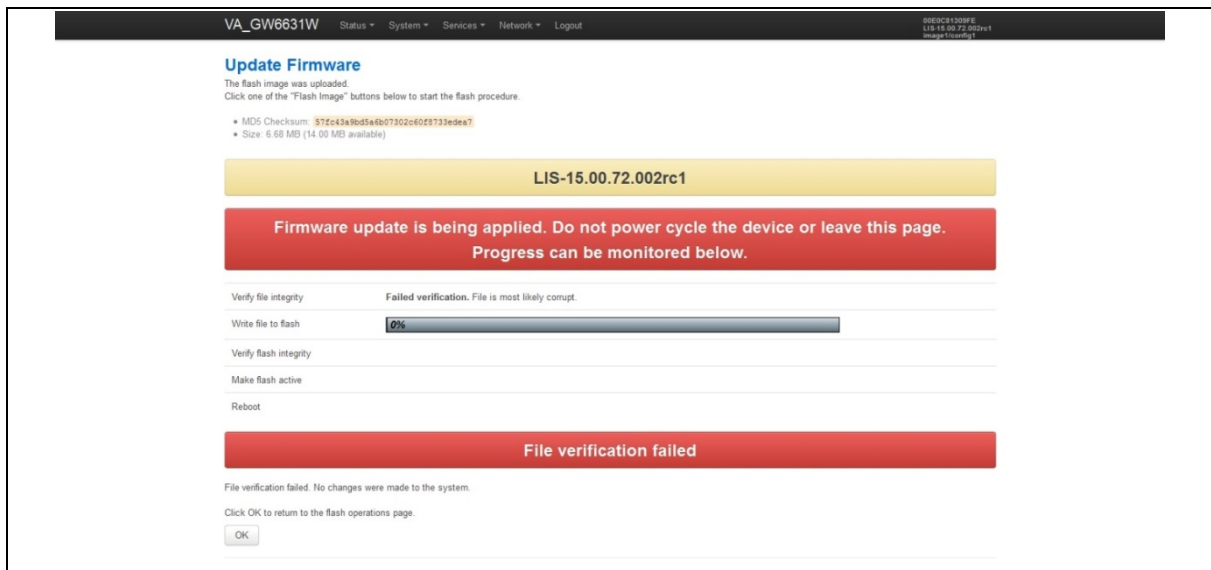 VA_GW6631W Status System Services Network Logout
00E0C81309FE
LIS-15.00.72.002rc1
image1/config1
Update Firmware
The flash image was uploaded.
Click one of the "Flash Image" buttons below to start the flash procedure.
MD5 Checksum: 57fc43a9bd5a6b07302c60f8733edea7
Size: 6.68 MB (14.00 MB available)
LIS-15.00.72.002rc1
Firmware update is being applied. Do not power cycle the device or leave this page.
Progress can be monitored below.
Verify file integrity Failed verification. File is most likely corrupt.
Write file to flash 0%
Verify flash integrity
Make flash active
Reboot
File verification failed
File verification failed. No changes were made to the system.
Click OK to return to the flash operations page.
OK